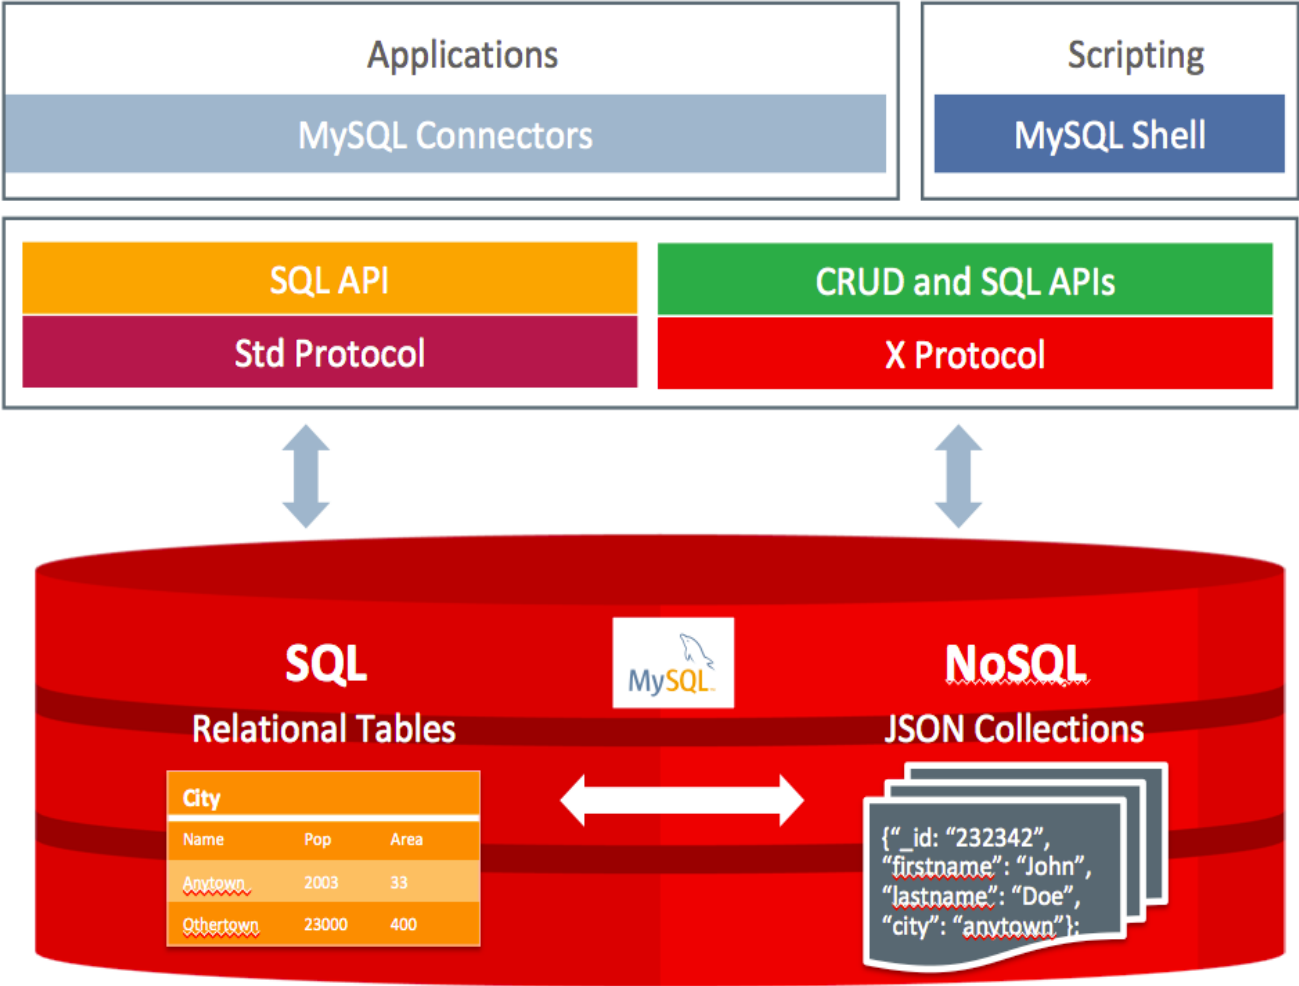 Applications
MySQL Connectors
Scripting
MySQL Shell
SQL API
Std Protocol
CRUD and SQL APIs
X Protocol
SQL
Relational Tables
City
Name Pop Area
Anytown 2003 33
Othertown 23000 400
MySQL
NoSQL
JSON Collections
{“_id: “232342”,
“firstname”: “John”,
“lastname”: “Doe”,
“city”: “anytown”};